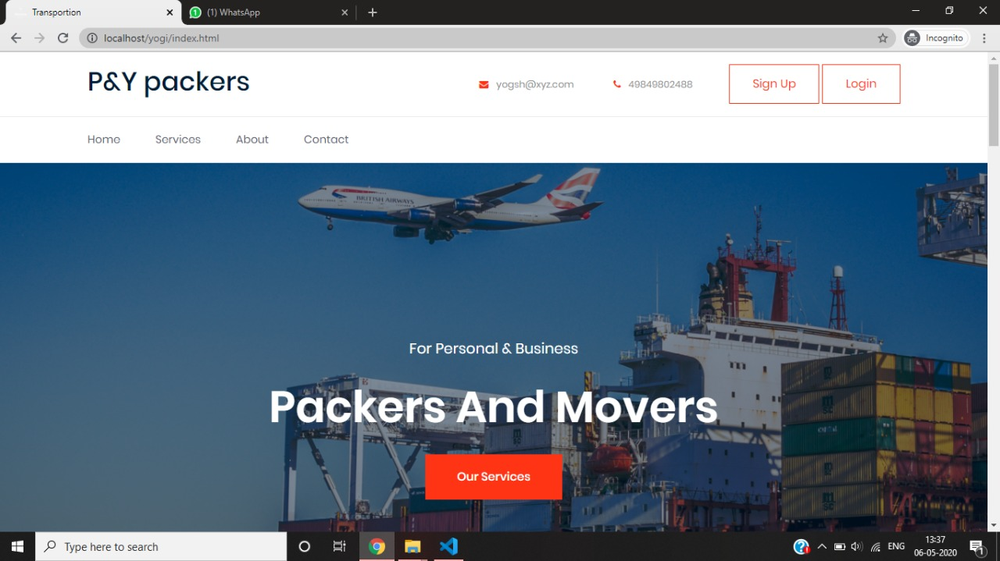 Transportion
(1) WhatsApp
localhost/yogi/index.html
Incognito
P&Y packers
yogsh@xyz.com
49849802488
Sign Up
Login
Home
Services
About
Contact
BRITISH AIRWAYS
For Personal & Business
Packers And Movers
Our Services
Type here to search
ENG
13:37
06-05-2020
1